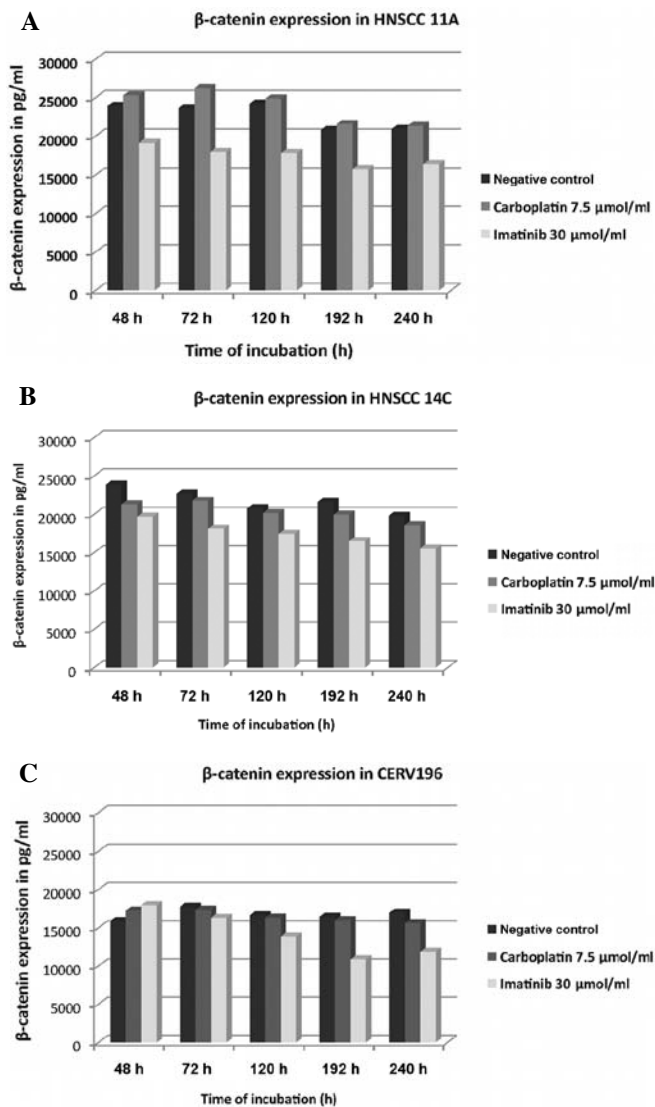 A
β-catenin expression in HNSCC 11A
β-catenin expression in pg/ml
30000
25000
20000
15000
10000
5000
0
48 h 72 h 120 h 192 h 240 h
Time of incubation (h)
Negative control
Carboplatin 7.5 µmol/ml
Imatinib 30 µmol/ml
B
β-catenin expression in HNSCC 14C
β-catenin expression in pg/ml
30000
25000
20000
15000
10000
5000
0
48 h 72 h 120 h 192 h 240 h
Time of incubation (h)
Negative control
Carboplatin 7.5 µmol/ml
Imatinib 30 µmol/ml
C
β-catenin expression in CERV196
β-catenin expression in pg/ml
30000
25000
20000
15000
10000
5000
0
48 h 72 h 120 h 192 h 240 h
Time of incubation (h)
Negative control
Carboplatin 7.5 µmol/ml
Imatinib 30 µmol/ml